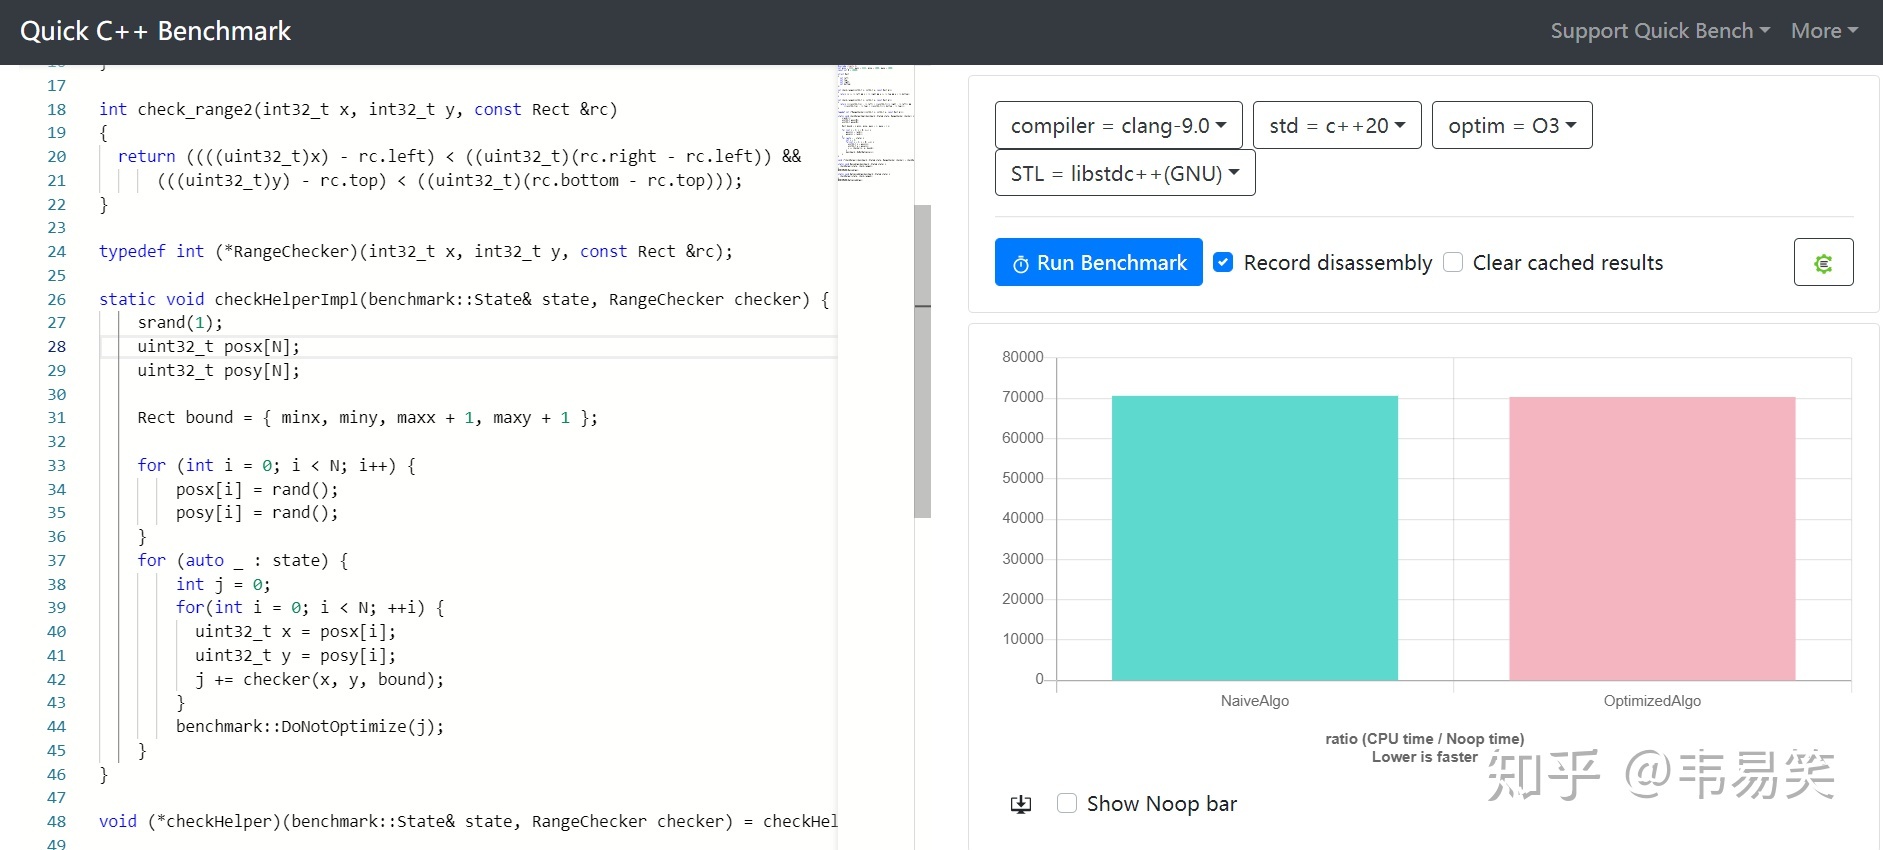 Quick C++ Benchmark
Support Quick Bench
More
17
18 int check_range2(int32_t x, int32_t y, const Rect &rc)
19 {
20 return ((((uint32_t)x) - rc.left) < ((uint32_t)(rc.right - rc.left)) &&
21 (((uint32_t)y) - rc.top) < ((uint32_t)(rc.bottom - rc.top)));
22 }
23
24 typedef int (*RangeChecker)(int32_t x, int32_t y, const Rect &rc);
25
26 static void checkHelperImpl(benchmark::State& state, RangeChecker checker) {
27 srand(1);
28 uint32_t posx[N];
29 uint32_t posy[N];
30
31 Rect bound = { minx, miny, maxx + 1, maxy + 1 };
32
33 for (int i = 0; i < N; i++) {
34 posx[i] = rand();
35 posy[i] = rand();
36 }
37 for (auto _ : state) {
38 int j = 0;
39 for(int i = 0; i < N; ++i) {
40 uint32_t x = posx[i];
41 uint32_t y = posy[i];
42 j += checker(x, y, bound);
43 }
44 benchmark::DoNotOptimize(j);
45 }
46 }
47
48 void (*checkHelper)(benchmark::State& state, RangeChecker checker) = checkHel
49
compiler = clang-9.0
std = c++20
optim = O3
STL = libstdc++(GNU)
Run Benchmark
Record disassembly
Clear cached results
80000
70000
60000
50000
40000
30000
20000
10000
0
NaiveAlgo
OptimizedAlgo
ratio (CPU time / Noop time)
Lower is faster
Show Noop bar
知乎 @韦易笑